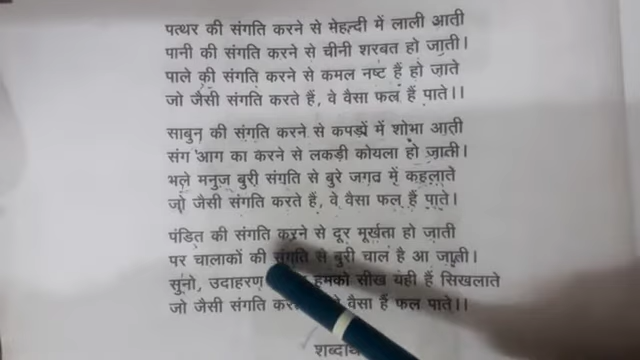 पत्थर की संगति करने से मेहन्दी में लाली आती
पानी की संगति करने से चीनी शरबत हो जाती।
पाले की संगति करने से कमल नष्ट हैं हो जाते
जो जैसी संगति करते हैं, वे वैसा फल हैं पाते।।
साबुन की संगति करने से कपड़ों में शोभा आती
संग आग का करने से लकड़ी कोयला हो जाती।
भले मनुज बुरी संगति से बुरे जगत में कहलाते
जो जैसी संगति करते हैं, वे वैसा फल हैं पाते।
पंडित की संगति करने से दूर मूर्खता हो जाती
पर चालाकों की संगति से बुरी चाल है आ जाती।
सुनो, उदाहरण हमको सीख यही हैं सिखलाते
जो जैसी संगति वैसा हैं फल पाते।।